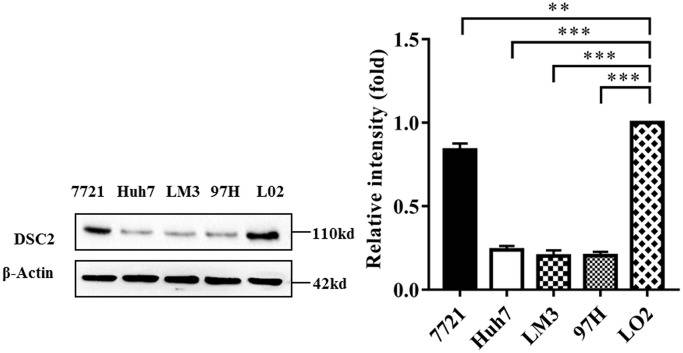 7721 Huh7 LM3 97H L02
DSC2
110kd
β-Actin
42kd
Relative intensity (fold)
1.5
1.0
0.5
0.0
**
***
***
***
7721 Huh7 LM3 97H LO2